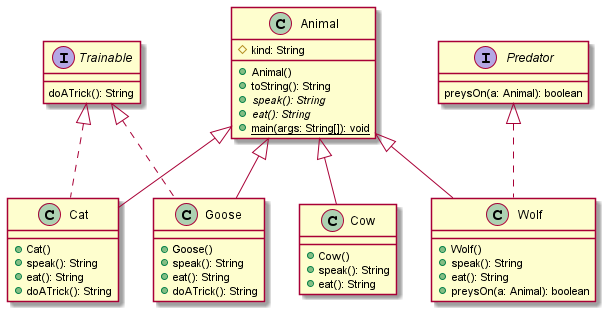 I Trainable
doATrick(): String
C Animal
kind: String
Animal()
toString(): String
speak(): String
eat(): String
main(args: String[]): void
I Predator
preysOn(a: Animal): boolean
C Cat
Cat()
speak(): String
eat(): String
doATrick(): String
C Goose
Goose()
speak(): String
eat(): String
doATrick(): String
C Cow
Cow()
speak(): String
eat(): String
C Wolf
Wolf()
speak(): String
eat(): String
preysOn(a: Animal): boolean